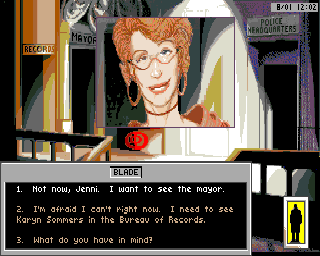 8/01 12:02
POLICE
HEADQUARTERS
MAYOR
RECORDS
BLADE
1. Not now, Jenni. I want to see the mayor.
2. I'm afraid I can't right now. I need to see
Karyn Sommers in the Bureau of Records.
3. What do you have in mind?